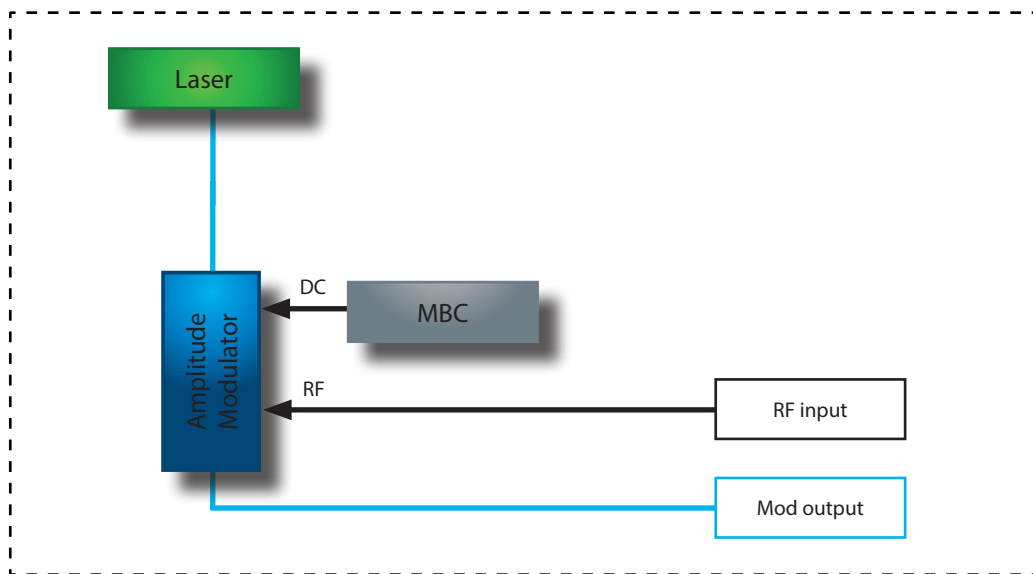 Laser
DC
MBC
Amplitude
Modulator
RF
RF input
Mod output